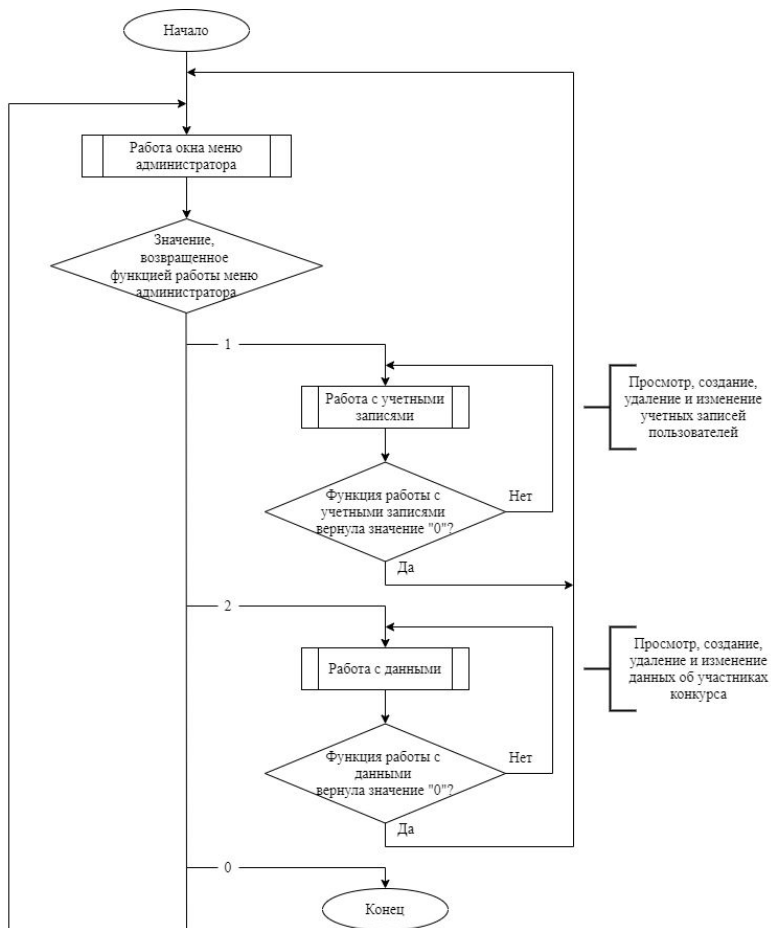 Начало
Работа окна меню
администратора
Значение,
возвращенное
функцией работы меню
администратора
1
Работа с учетными
записями
Просмотр, создание,
удаление и изменение
учетных записей
пользователей
Функция работы с
учетными записями
вернула значение "0"?
Нет
Да
2
Работа с данными
Просмотр, создание,
удаление и изменение
данных об участниках
конкурса
Функция работы с
данными
вернула значение "0"?
Нет
Да
0
Конец